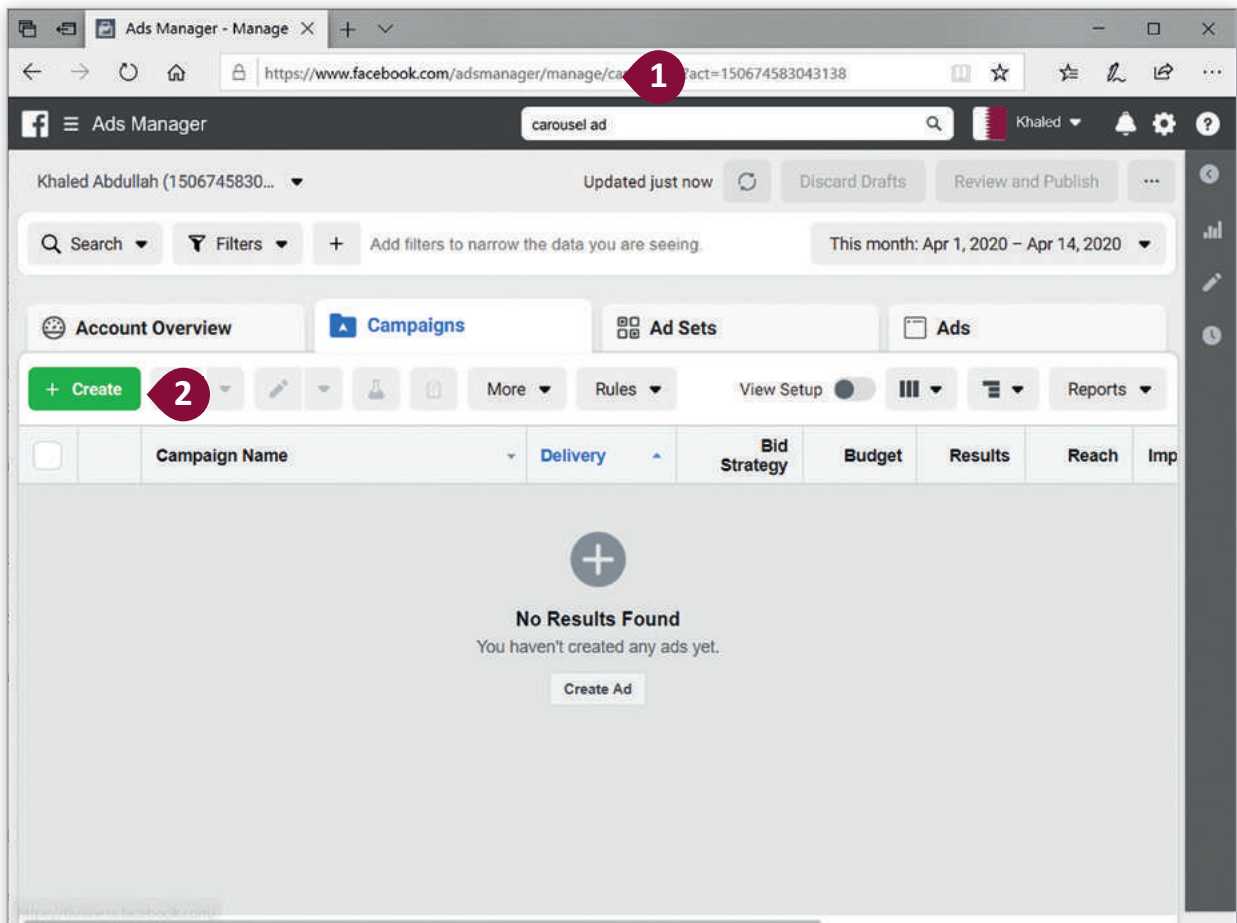 Ads Manager - Manage
https://www.facebook.com/adsmanager/manage/ca 1 ?act=150674583043138
f Ads Manager carousel ad Khaled
Khaled Abdullah (1506745830... Updated just now Discard Drafts Review and Publish ...
Search Filters + Add filters to narrow the data you are seeing. This month: Apr 1, 2020 – Apr 14, 2020
Account Overview Campaigns Ad Sets Ads
+ Create 2 More Rules View Setup Reports
Campaign Name Delivery Bid Strategy Budget Results Reach Imp
No Results Found
You haven't created any ads yet.
Create Ad
https://business.facebook.com/